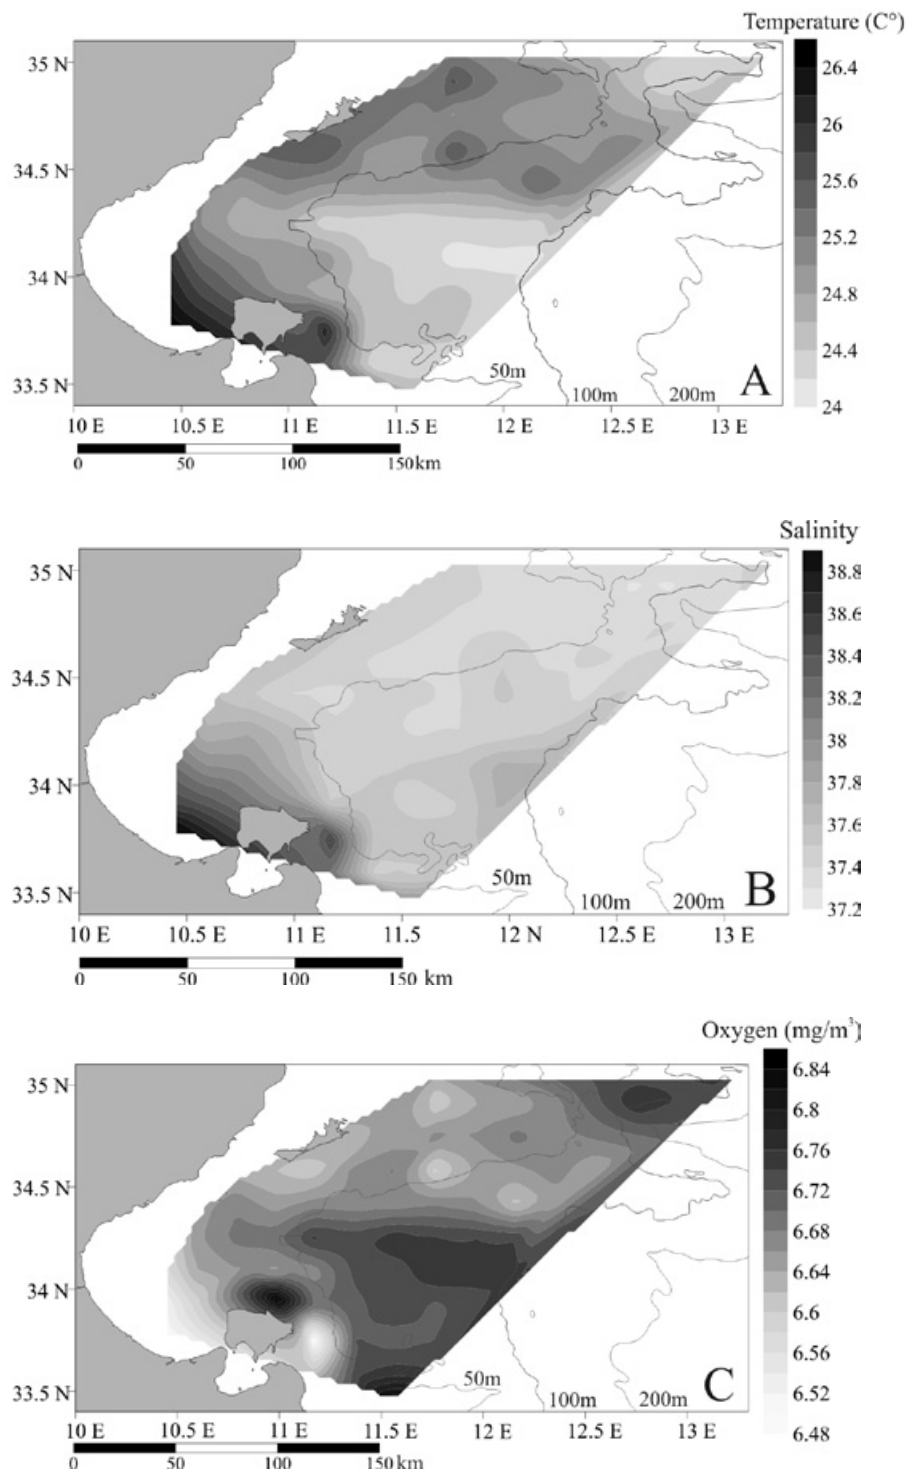 Temperature (C°)
35 N
34.5 N
34 N
33.5 N
26.4
26
25.6
25.2
24.8
24.4
24
A
50m
100m
200m
10 E 10.5 E 11 E 11.5 E 12 E 12.5 E 13 E
0 50 100 150km
Salinity
35 N
34.5 N
34 N
33.5 N
38.8
38.6
38.4
38.2
38
37.8
37.6
37.4
37.2
B
50m
100m
200m
10 E 10.5 E 11 E 11.5 E 12 N 12.5 E 13 E
0 50 100 150 km
Oxygen (mg/m³)
35 N
34.5 N
34 N
33.5 N
6.84
6.8
6.76
6.72
6.68
6.64
6.6
6.56
6.52
6.48
C
50m
100m
200m
10 E 10.5 E 11 E 11.5 E 12 E 12.5 E 13 E
0 50 100 150 km